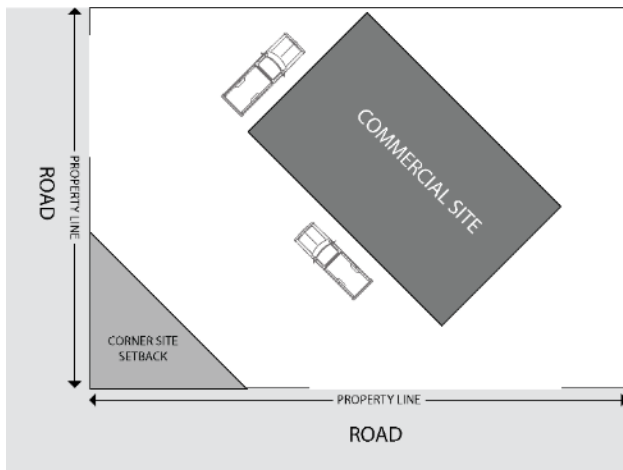 COMMERCIAL SITE
ROAD
PROPERTY LINE
CORNER SITE
SETBACK
PROPERTY LINE
ROAD